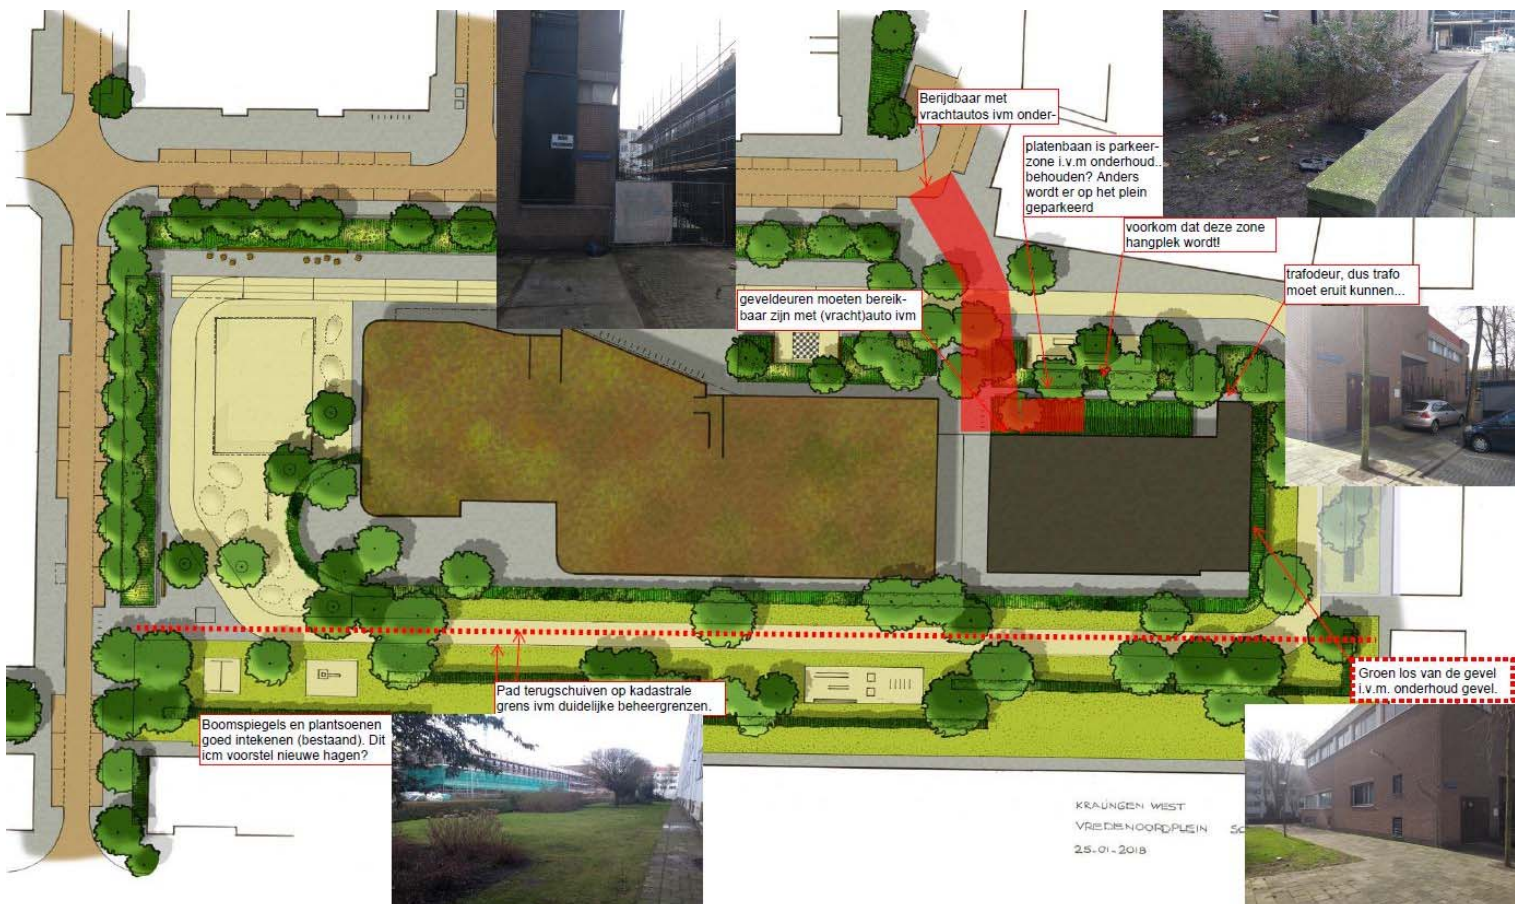 Berijdbaar met
vrachtautos ivm onder-
platenbaan is parkeer-
zone i.v.m onderhoud..
behouden? Anders
wordt er op het plein
geparkeerd
voorkom dat deze zone
hangplek wordt!
trafodeur, dus trafo
moet eruit kunnen...
geveldeuren moeten bereik-
baar zijn met (vracht)auto ivm
Pad terugschuiven op kadastrale
grens ivm duidelijke beheergrenzen.
Groen los van de gevel
i.v.m. onderhoud gevel.
Boomspiegels en plantsoenen
goed intekenen (bestaand). Dit
icm voorstel nieuwe hagen?
KRALINGEN WEST
VREDENOORDPLEIN
25-01-2018